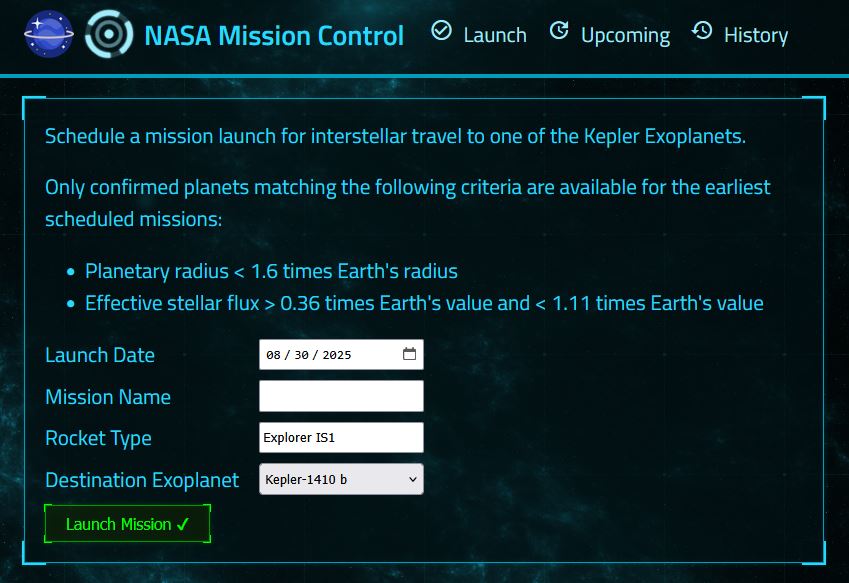 NASA Mission Control
Launch
Upcoming
History
Schedule a mission launch for interstellar travel to one of the Kepler Exoplanets.
Only confirmed planets matching the following criteria are available for the earliest
scheduled missions:
• Planetary radius < 1.6 times Earth's radius
• Effective stellar flux > 0.36 times Earth's value and < 1.11 times Earth's value
Launch Date 08 / 30 / 2025
Mission Name
Rocket Type Explorer IS1
Destination Exoplanet Kepler-1410 b
Launch Mission ✔